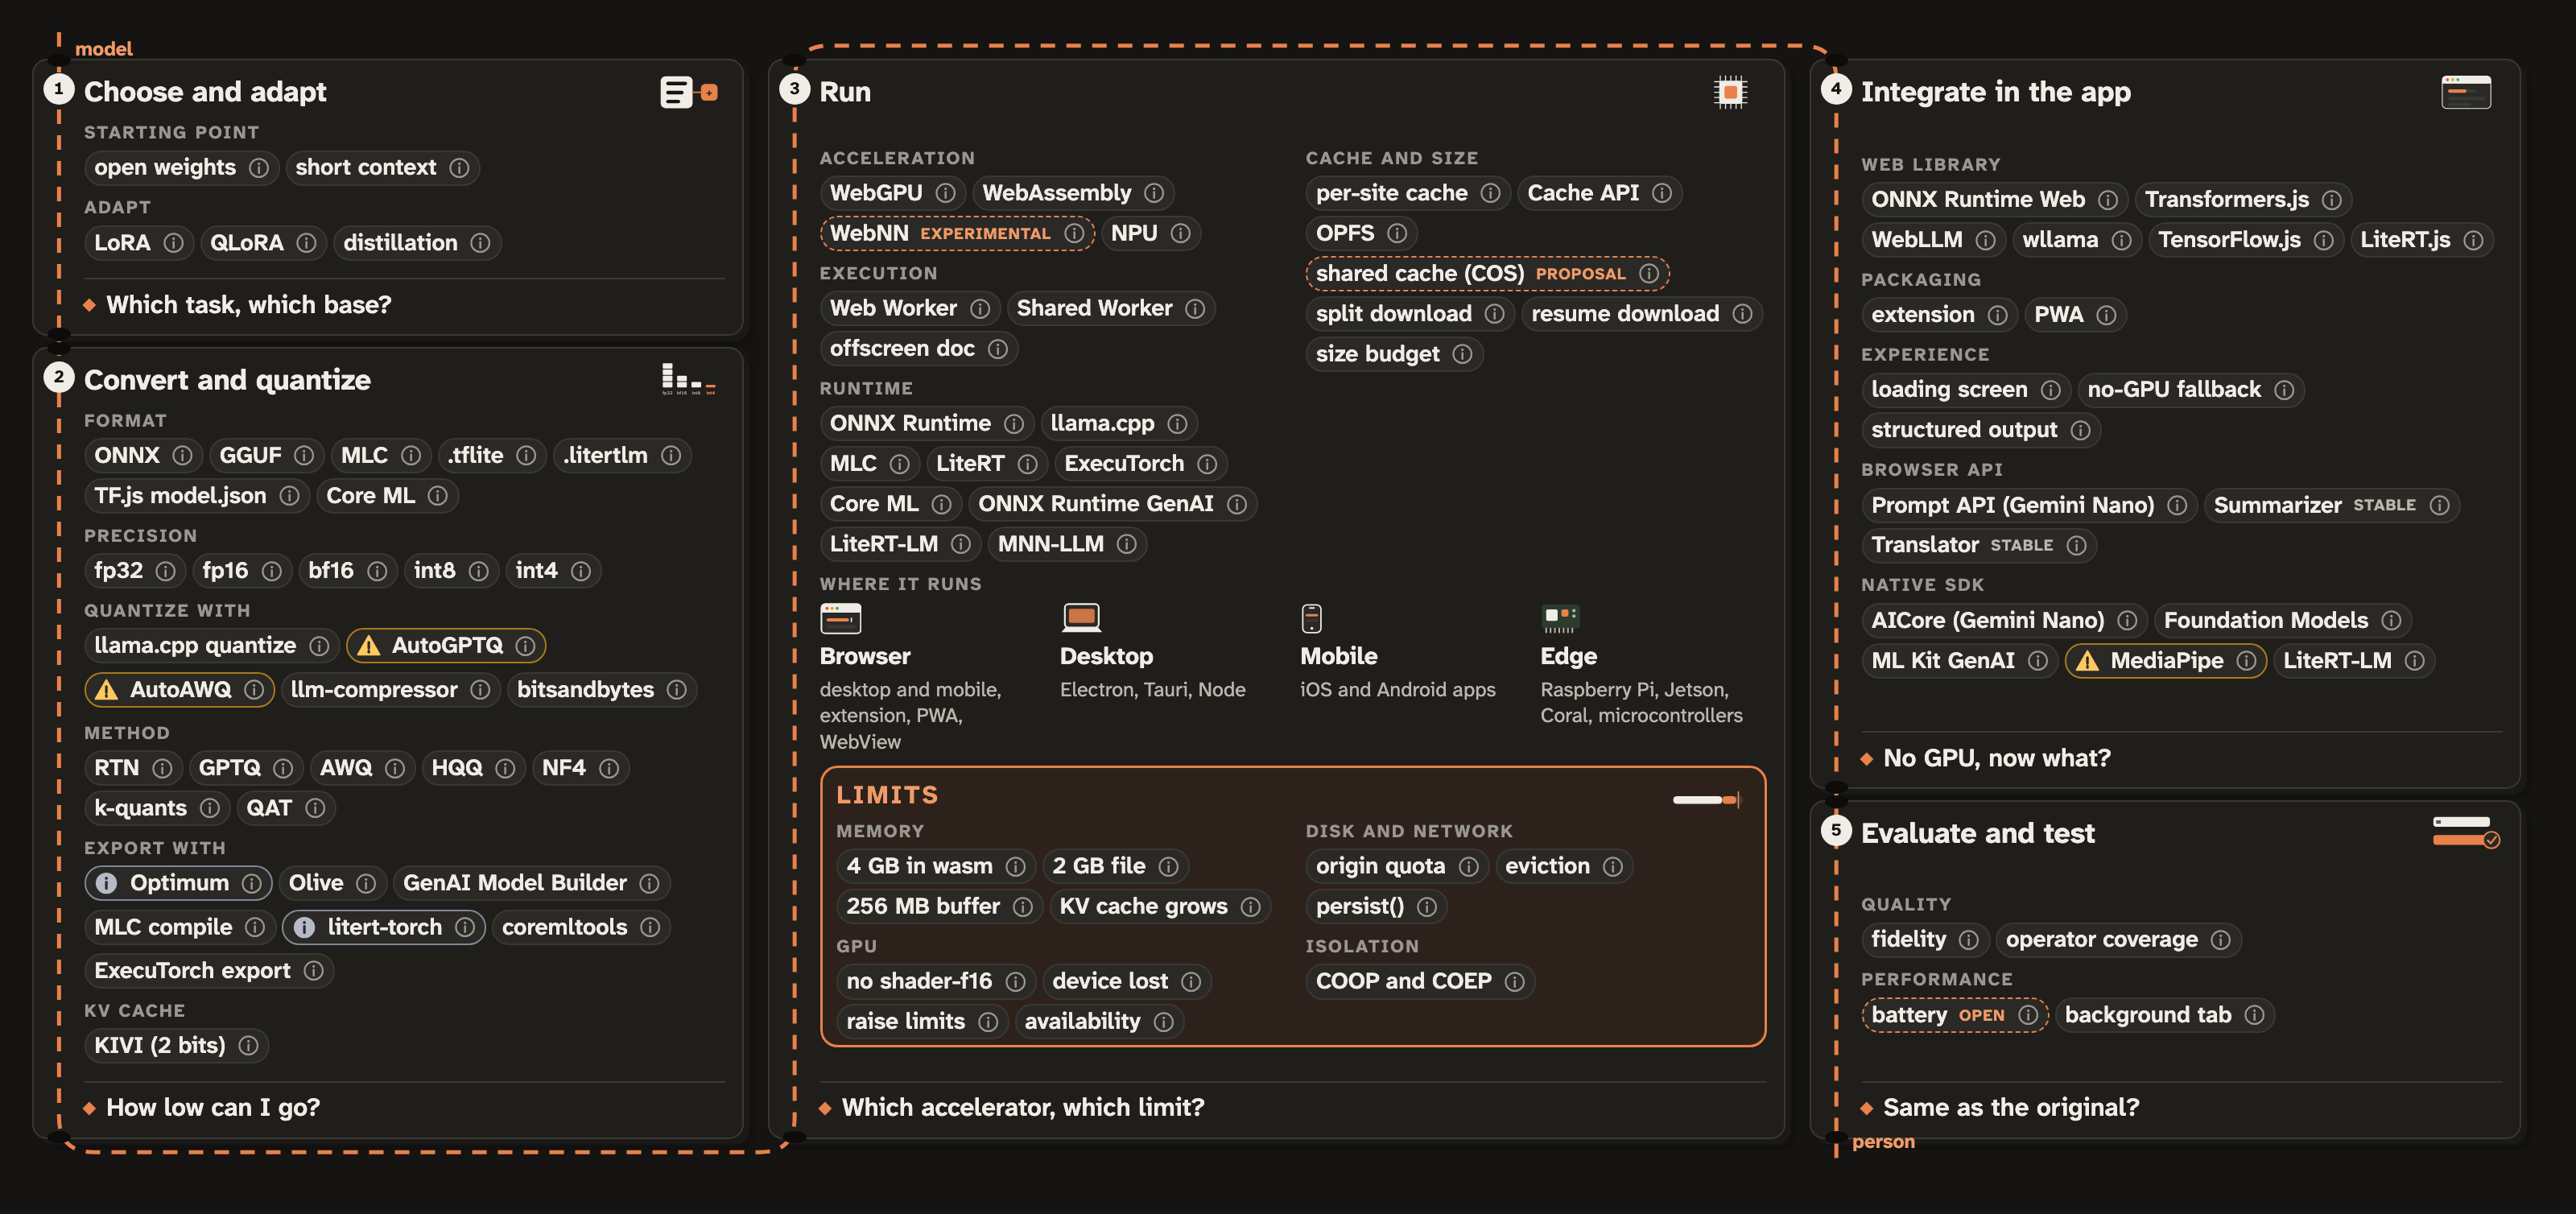 model
1 Choose and adapt
STARTING POINT
open weights short context
ADAPT
LoRA QLoRA distillation
Which task, which base?
2 Convert and quantize
fp32 bf16 int8 int4
FORMAT
ONNX GGUF MLC .tflite .litertlm
TF.js model.json Core ML
PRECISION
fp32 fp16 bf16 int8 int4
QUANTIZE WITH
llama.cpp quantize AutoGPTQ
AutoAWQ llm-compressor bitsandbytes
METHOD
RTN GPTQ AWQ HQQ NF4
k-quants QAT
EXPORT WITH
Optimum Olive GenAI Model Builder
MLC compile litert-torch coremltools
ExecuTorch export
KV CACHE
KIVI (2 bits)
How low can I go?
3 Run
ACCELERATION
WebGPU WebAssembly
WebNN EXPERIMENTAL NPU
EXECUTION
Web Worker Shared Worker
offscreen doc
RUNTIME
ONNX Runtime llama.cpp
MLC LiteRT ExecuTorch
Core ML ONNX Runtime GenAI
LiteRT-LM MNN-LLM
CACHE AND SIZE
per-site cache Cache API
OPFS
shared cache (COS) PROPOSAL
split download resume download
size budget
WHERE IT RUNS
Browser
desktop and mobile,
extension, PWA,
WebView
Desktop
Electron, Tauri, Node
Mobile
iOS and Android apps
Edge
Raspberry Pi, Jetson,
Coral, microcontrollers
LIMITS
MEMORY
4 GB in wasm 2 GB file
256 MB buffer KV cache grows
GPU
no shader-f16 device lost
raise limits availability
DISK AND NETWORK
origin quota eviction
persist()
ISOLATION
COOP and COEP
Which accelerator, which limit?
4 Integrate in the app
WEB LIBRARY
ONNX Runtime Web Transformers.js
WebLLM wllama TensorFlow.js LiteRT.js
PACKAGING
extension PWA
EXPERIENCE
loading screen no-GPU fallback
structured output
BROWSER API
Prompt API (Gemini Nano) Summarizer STABLE
Translator STABLE
NATIVE SDK
AICore (Gemini Nano) Foundation Models
ML Kit GenAI MediaPipe LiteRT-LM
No GPU, now what?
5 Evaluate and test
QUALITY
fidelity operator coverage
PERFORMANCE
battery OPEN background tab
Same as the original?
person